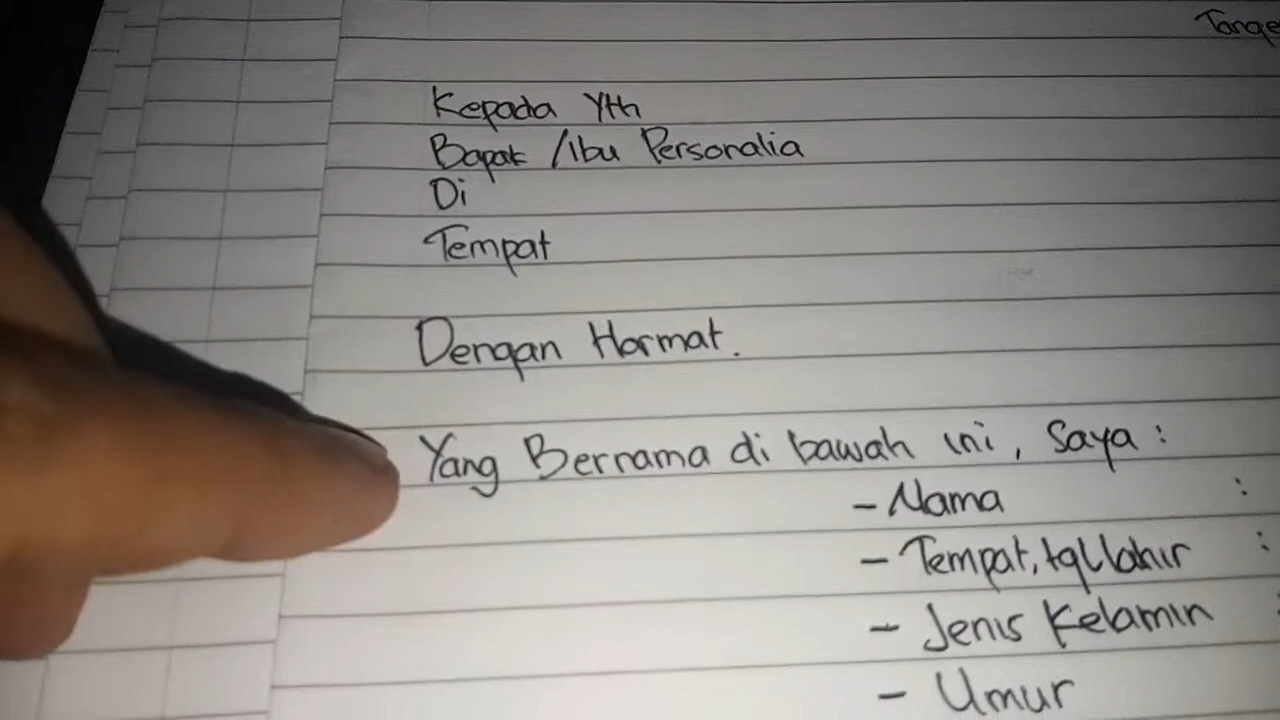 Tange
Kepada Yth
Bapak /Ibu Personalia
Di
Tempat
Dengan Hormat.
Yang Bernama di bawah ini, Saya :
- Nama :
- Tempat, tgl lahir :
- Jenis Kelamin :
- Umur